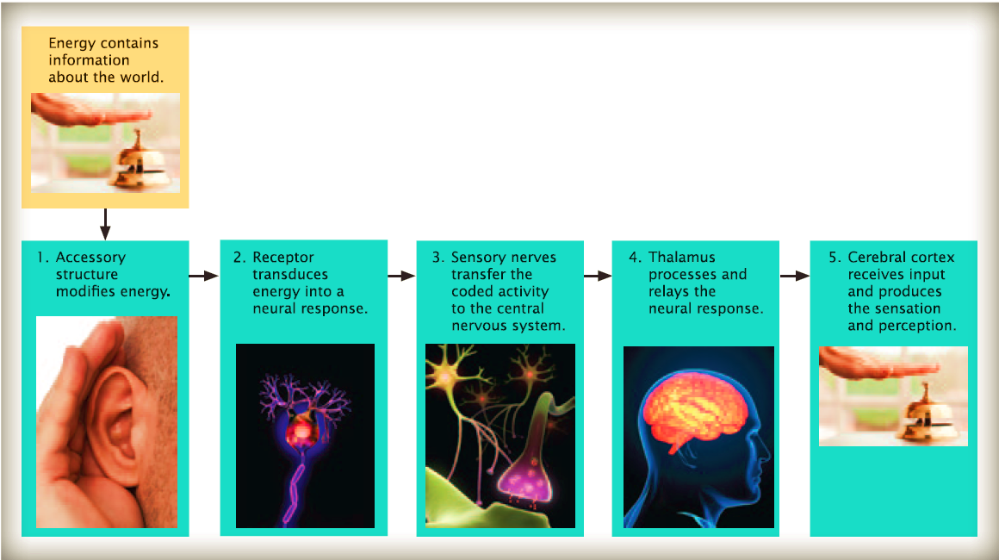 Energy contains
information
about the world.
1. Accessory
structure
modifies energy.
2. Receptor
transduces
energy into a
neural response.
3. Sensory nerves
transfer the
coded activity
to the central
nervous system.
4. Thalamus
processes and
relays the
neural response.
5. Cerebral cortex
receives input
and produces
the sensation
and perception.